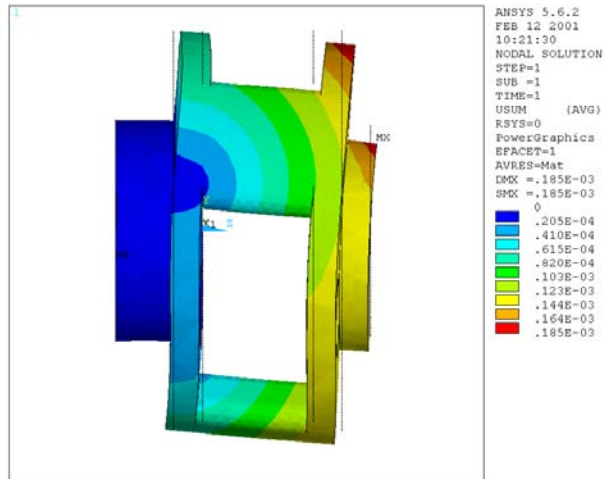 1
ANSYS 5.6.2
FEB 12 2001
10:21:30
NODAL SOLUTION
STEP=1
SUB =1
TIME=1
USUM (AVG)
RSYS=0
PowerGraphics
EFACET=1
AVRES=Mat
DMX =.185E-03
SMX =.185E-03
0
.205E-04
.410E-04
.615E-04
.820E-04
.103E-03
.123E-03
.144E-03
.164E-03
.185E-03
MX